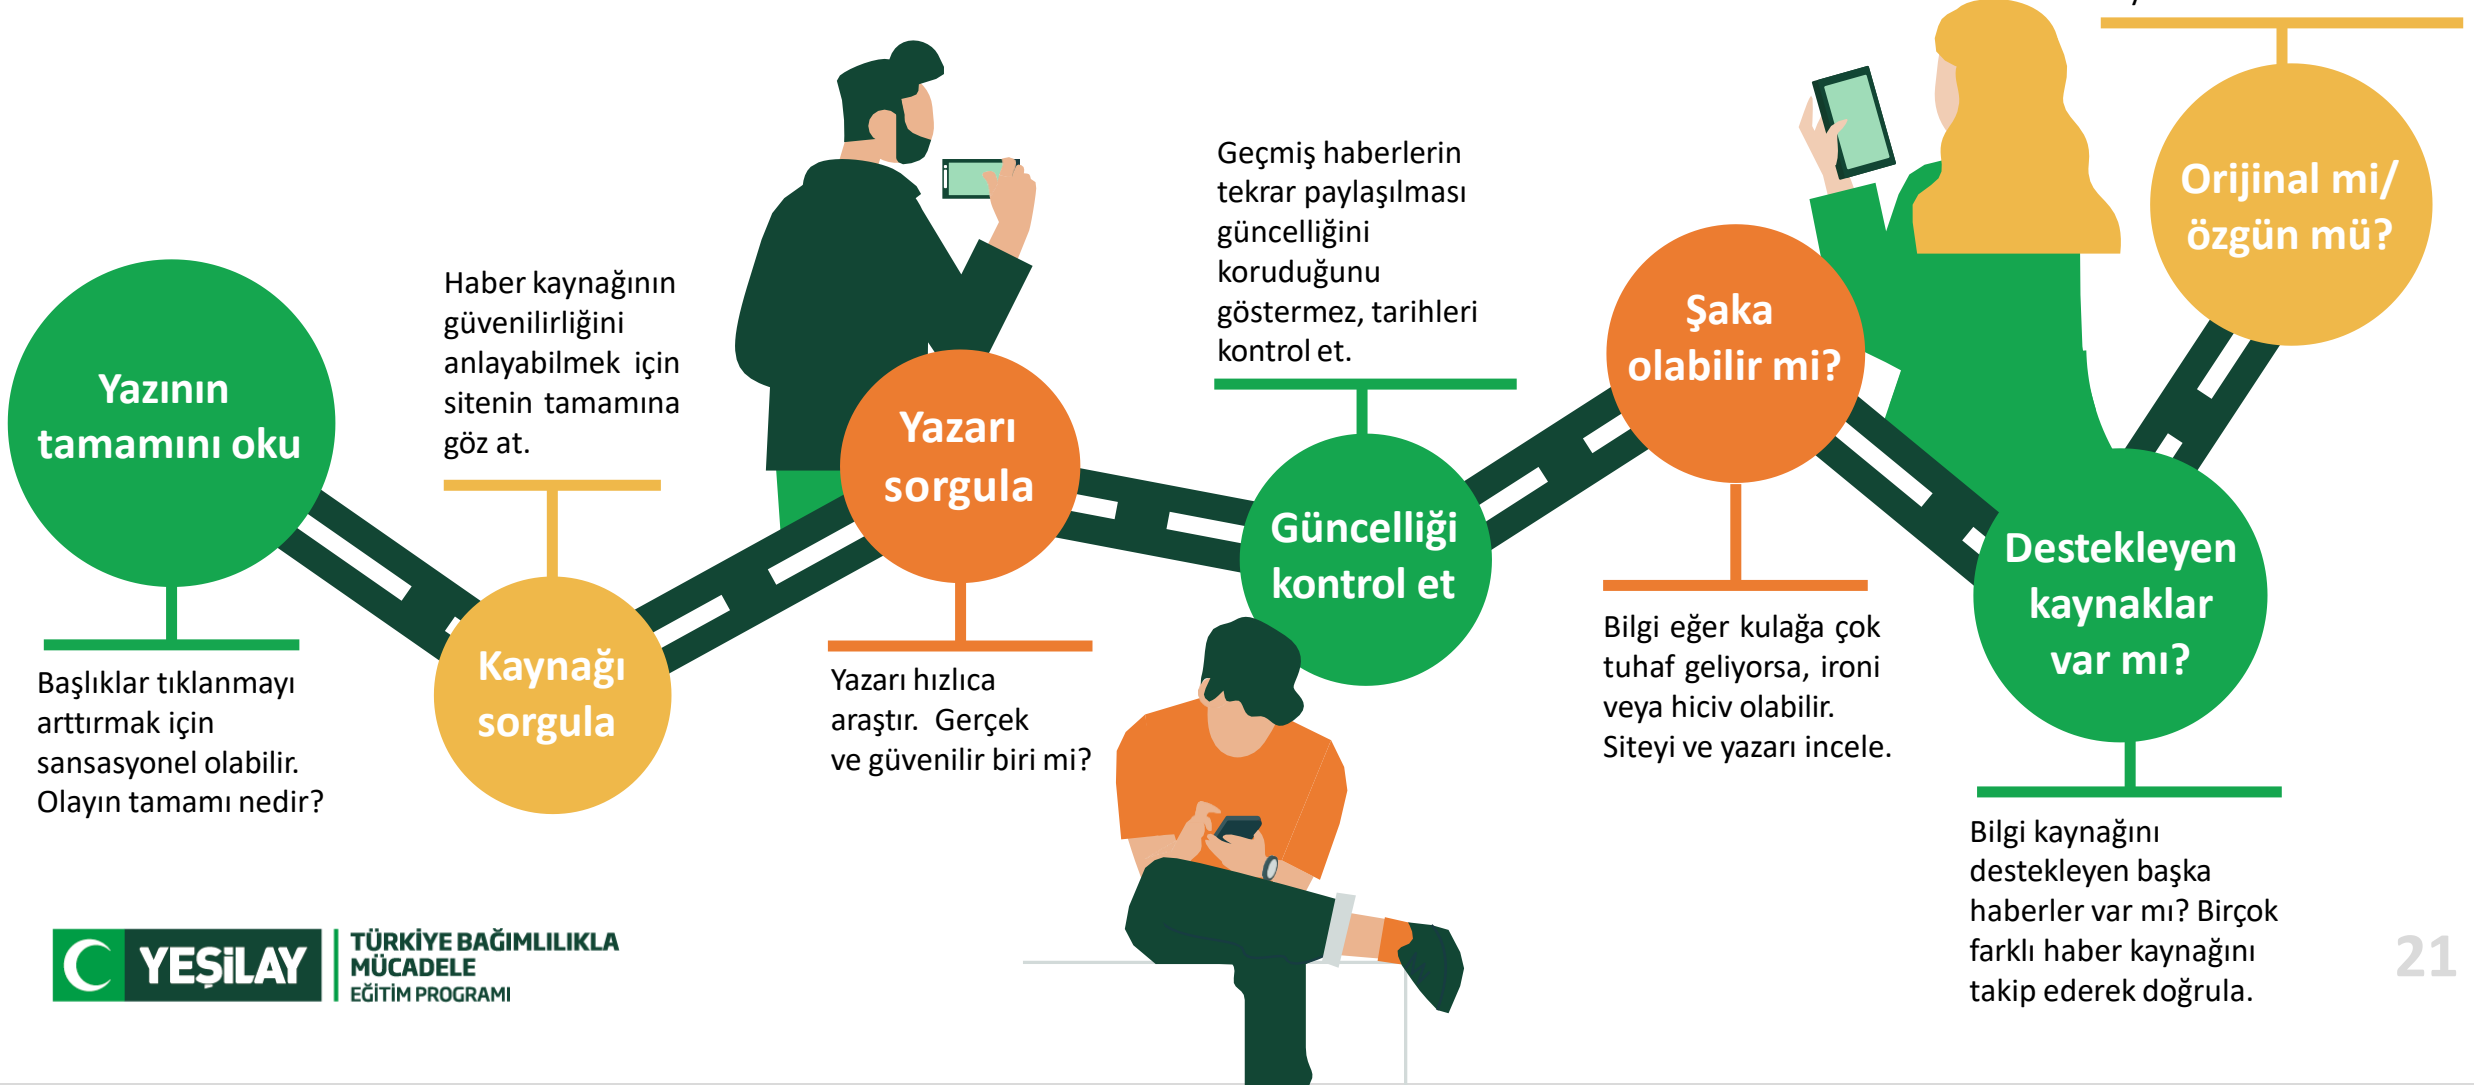 Yazının
tamamını oku
Başlıklar tıklanmayı
arttırmak için
sansasyonel olabilir.
Olayın tamamı nedir?
Haber kaynağının
güvenilirliğini
anlayabilmek için
sitenin tamamına
göz at.
Kaynağı
sorgula
Yazarı
sorgula
Yazarı hızlıca
araştır. Gerçek
ve güvenilir biri mi?
Geçmiş haberlerin
tekrar paylaşılması
güncelliğini
koruduğunu
göstermez, tarihleri
kontrol et.
Güncelliği
kontrol et
Şaka
olabilir mi?
Bilgi eğer kulağa çok
tuhaf geliyorsa, ironi
veya hiciv olabilir.
Siteyi ve yazarı incele.
Destekleyen
kaynaklar
var mı?
Bilgi kaynağını
destekleyen başka
haberler var mı? Birçok
farklı haber kaynağını
takip ederek doğrula.
Orijinal mi/
özgün mü?
YEŞİLAY
TÜRKİYE BAĞIMLILIKLA
MÜCADELE
EĞİTİM PROGRAMI
21